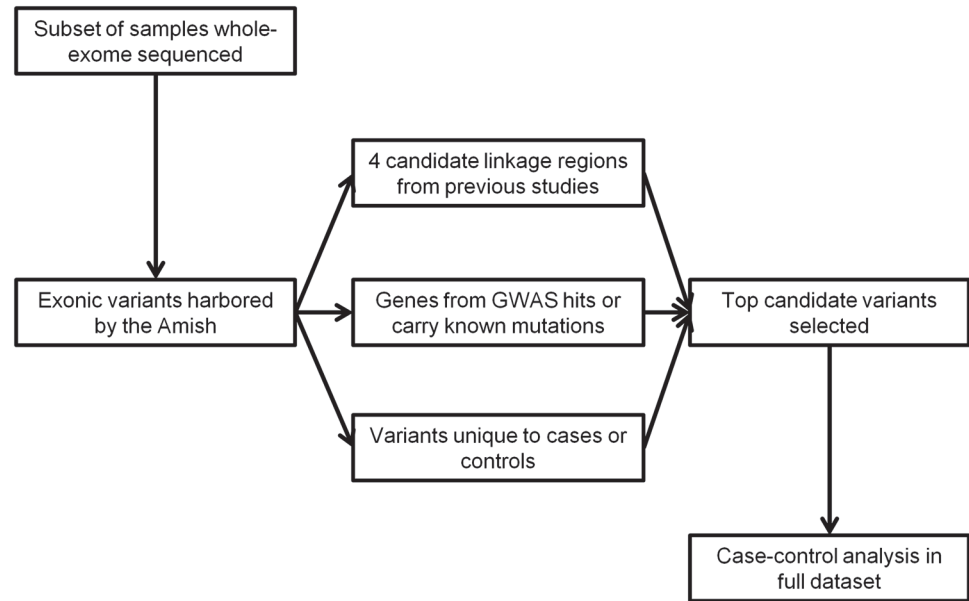 Subset of samples whole-
exome sequenced
4 candidate linkage regions
from previous studies
Exonic variants harbored
by the Amish
Genes from GWAS hits or
carry known mutations
Top candidate variants
selected
Variants unique to cases or
controls
Case-control analysis in
full dataset